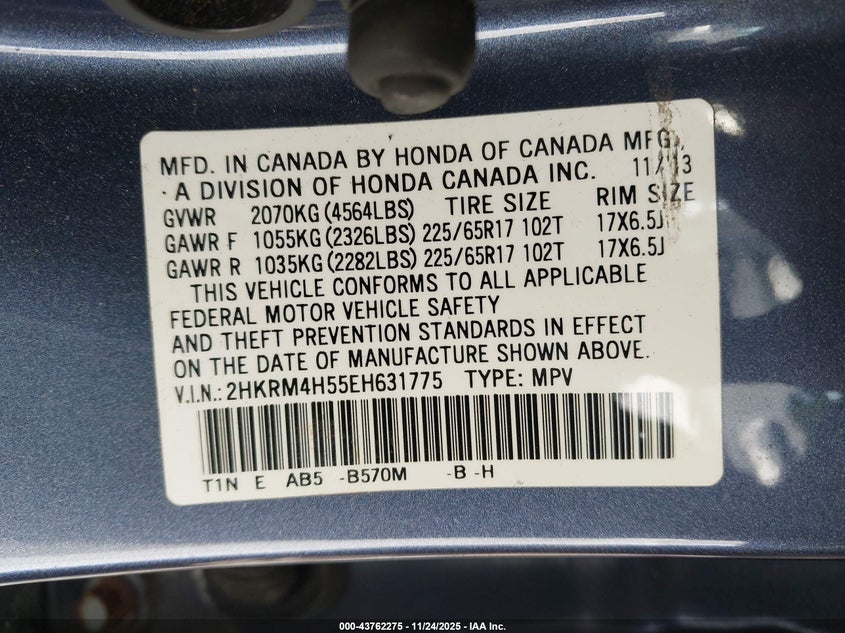 MFD. IN CANADA BY HONDA OF CANADA MFG.,
A DIVISION OF HONDA CANADA INC. 11/13
GVWR 2070KG (4564LBS) TIRE SIZE RIM SIZE
GAWR F 1055KG (2326LBS) 225/65R17 102T 17X6.5J
GAWR R 1035KG (2282LBS) 225/65R17 102T 17X6.5J
THIS VEHICLE CONFORMS TO ALL APPLICABLE
FEDERAL MOTOR VEHICLE SAFETY
AND THEFT PREVENTION STANDARDS IN EFFECT
ON THE DATE OF MANUFACTURE SHOWN ABOVE.
V.I.N.: 2HKRM4H55EH631775 TYPE: MPV
T1N E AB5 -B570M -B -H
000-43762275 - 11/24/2025 - IAA Inc.